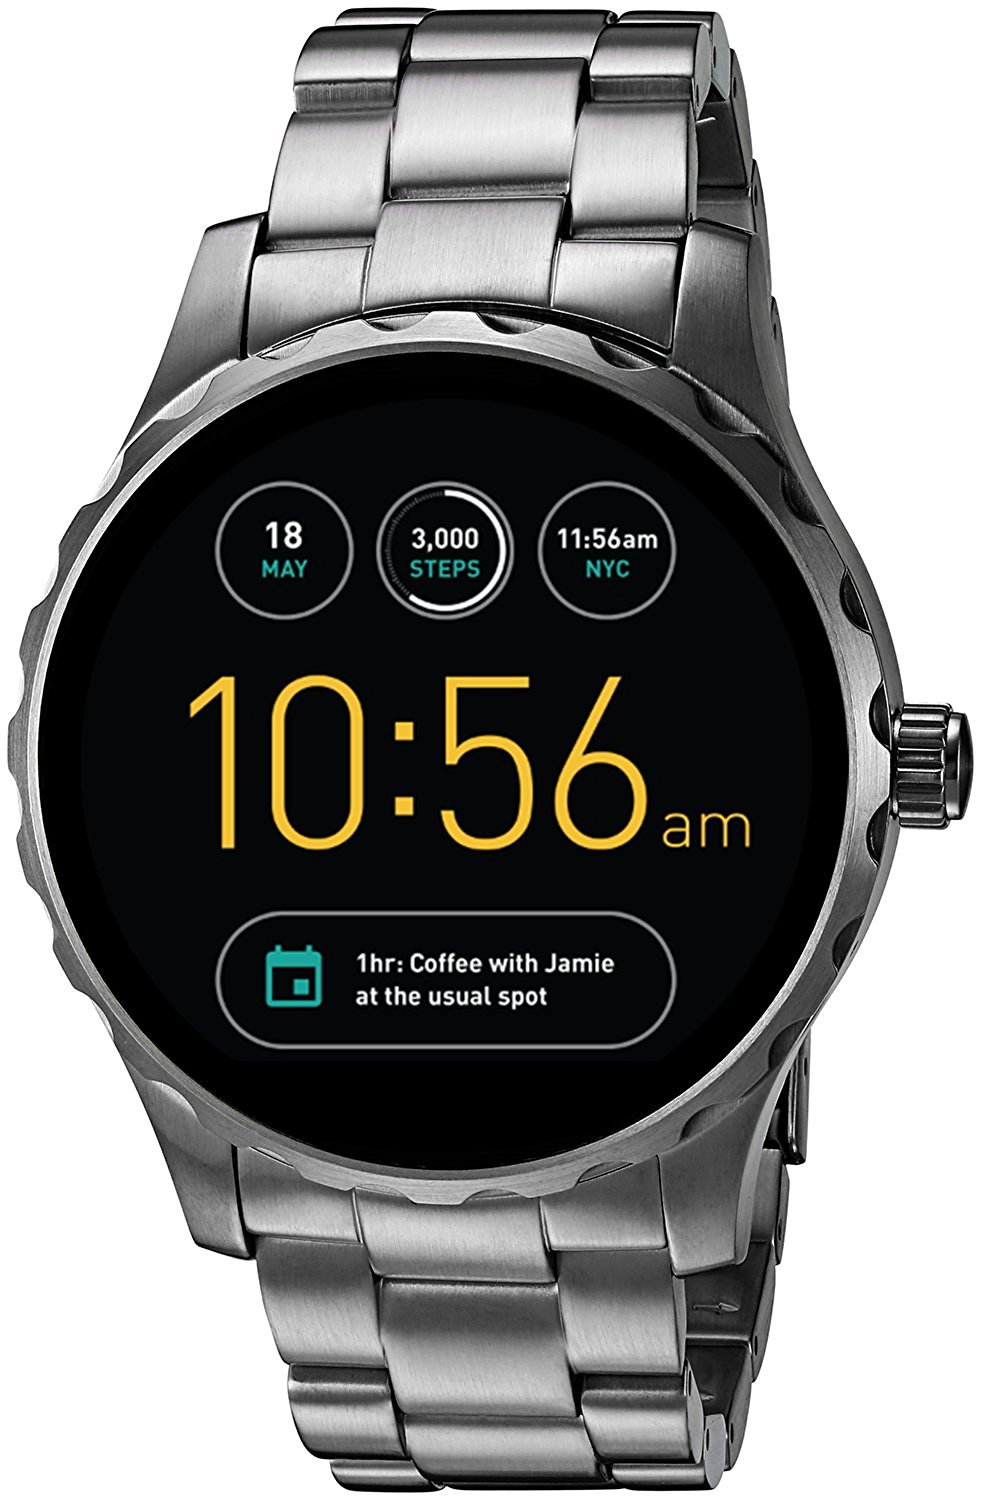 18
MAY
3,000
STEPS
11:56am
NYC
10:56am
1hr: Coffee with Jamie
at the usual spot